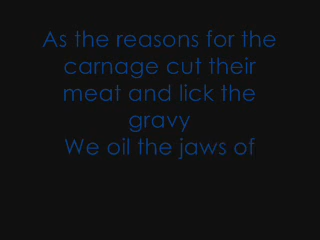 As the reasons for the
carnage cut their
meat and lick the
gravy
We oil the jaws of